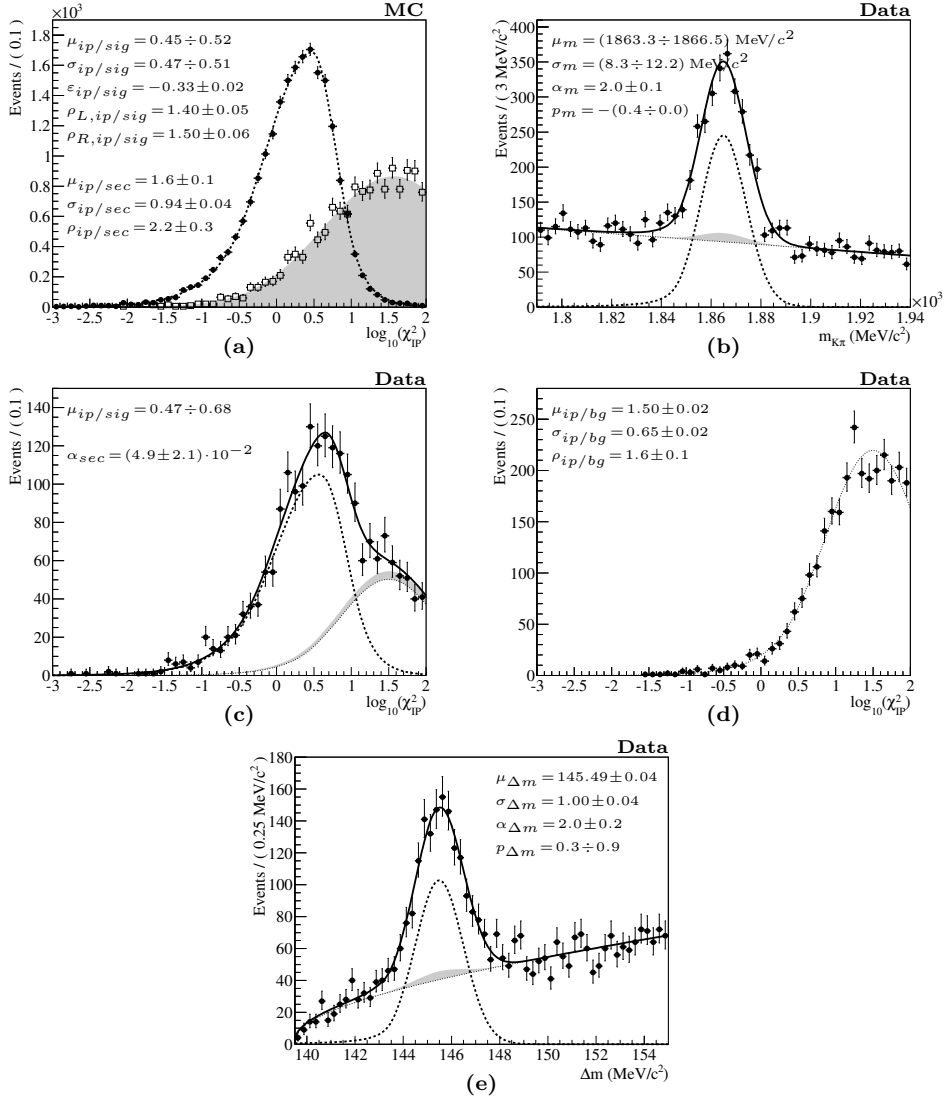 MC
×10³
Events / ( 0.1 )
1.8
1.6
1.4
1.2
1.0
0.8
0.6
0.4
0.2
0
μ_{ip/sig} = 0.45÷0.52
σ_{ip/sig} = 0.47÷0.51
ε_{ip/sig} = −0.33±0.02
ρ_{L,ip/sig} = 1.40±0.05
ρ_{R,ip/sig} = 1.50±0.06
μ_{ip/sec} = 1.6±0.1
σ_{ip/sec} = 0.94±0.04
ρ_{ip/sec} = 2.2±0.3
-3 -2.5 -2 -1.5 -1 -0.5 0 0.5 1 1.5 2
log₁₀(χ²_IP)
(a)
Data
Events / ( 3 MeV/c² )
400
350
300
250
200
150
100
50
0
μ_m = (1863.3÷1866.5) MeV/c²
σ_m = (8.3÷12.2) MeV/c²
α_m = 2.0±0.1
p_m = −(0.4÷0.0)
1.8 1.82 1.84 1.86 1.88 1.9 1.92 1.94
×10³
m_{Kπ} (MeV/c²)
(b)
Data
Events / ( 0.1 )
140
120
100
80
60
40
20
0
μ_{ip/sig} = 0.47÷0.68
α_{sec} = (4.9±2.1)·10⁻²
-3 -2.5 -2 -1.5 -1 -0.5 0 0.5 1 1.5 2
log₁₀(χ²_IP)
(c)
Data
Events / ( 0.1 )
250
200
150
100
50
0
μ_{ip/bg} = 1.50±0.02
σ_{ip/bg} = 0.65±0.02
ρ_{ip/bg} = 1.6±0.1
-3 -2.5 -2 -1.5 -1 -0.5 0 0.5 1 1.5 2
log₁₀(χ²_IP)
(d)
Data
Events / ( 0.25 MeV/c² )
180
160
140
120
100
80
60
40
20
0
μ_{Δm} = 145.49±0.04
σ_{Δm} = 1.00±0.04
α_{Δm} = 2.0±0.2
p_{Δm} = 0.3÷0.9
140 142 144 146 148 150 152 154
Δm (MeV/c²)
(e)